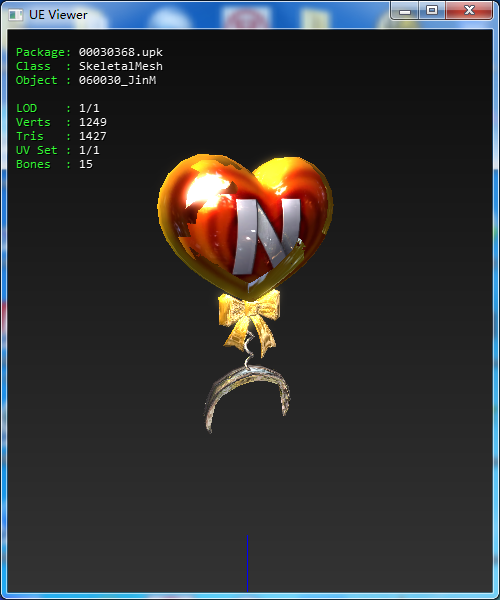 UE Viewer
Package: 00030368.upk
Class : SkeletalMesh
Object : 060030_JinM
LOD : 1/1
Verts : 1249
Tris : 1427
UV Set : 1/1
Bones : 15
N